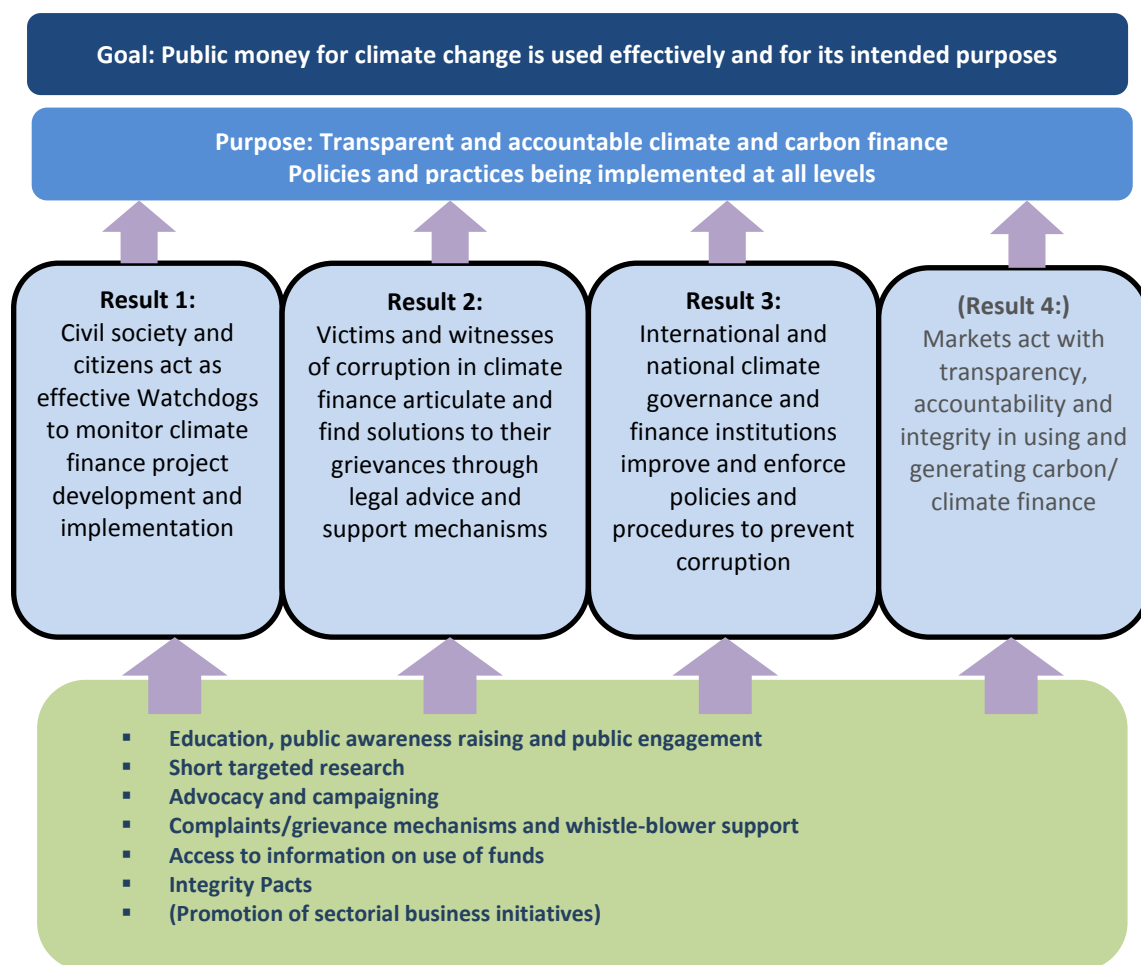 Goal: Public money for climate change is used effectively and for its intended purposes
Purpose: Transparent and accountable climate and carbon finance
Policies and practices being implemented at all levels
Result 1:
Civil society and
citizens act as
effective Watchdogs
to monitor climate
finance project
development and
implementation
Result 2:
Victims and witnesses
of corruption in climate
finance articulate and
find solutions to their
grievances through
legal advice and
support mechanisms
Result 3:
International and
national climate
governance and
finance institutions
improve and enforce
policies and
procedures to prevent
corruption
(Result 4:)
Markets act with
transparency,
accountability and
integrity in using and
generating carbon/
climate finance
▪ Education, public awareness raising and public engagement
▪ Short targeted research
▪ Advocacy and campaigning
▪ Complaints/grievance mechanisms and whistle-blower support
▪ Access to information on use of funds
▪ Integrity Pacts
▪ (Promotion of sectorial business initiatives)